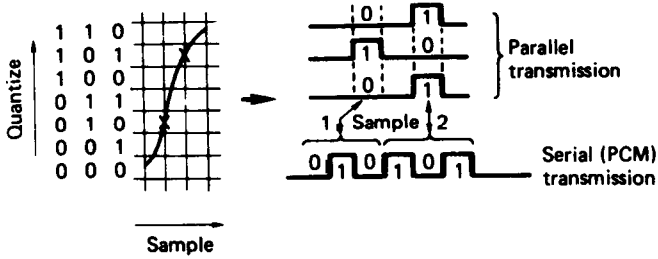 Quantize
1 1 0
1 0 1
1 0 0
0 1 1
0 1 0
0 0 1
0 0 0
Sample
0 1
1 0
0 1
Parallel
transmission
1 Sample 2
0 1 0 1 0 1
Serial (PCM)
transmission